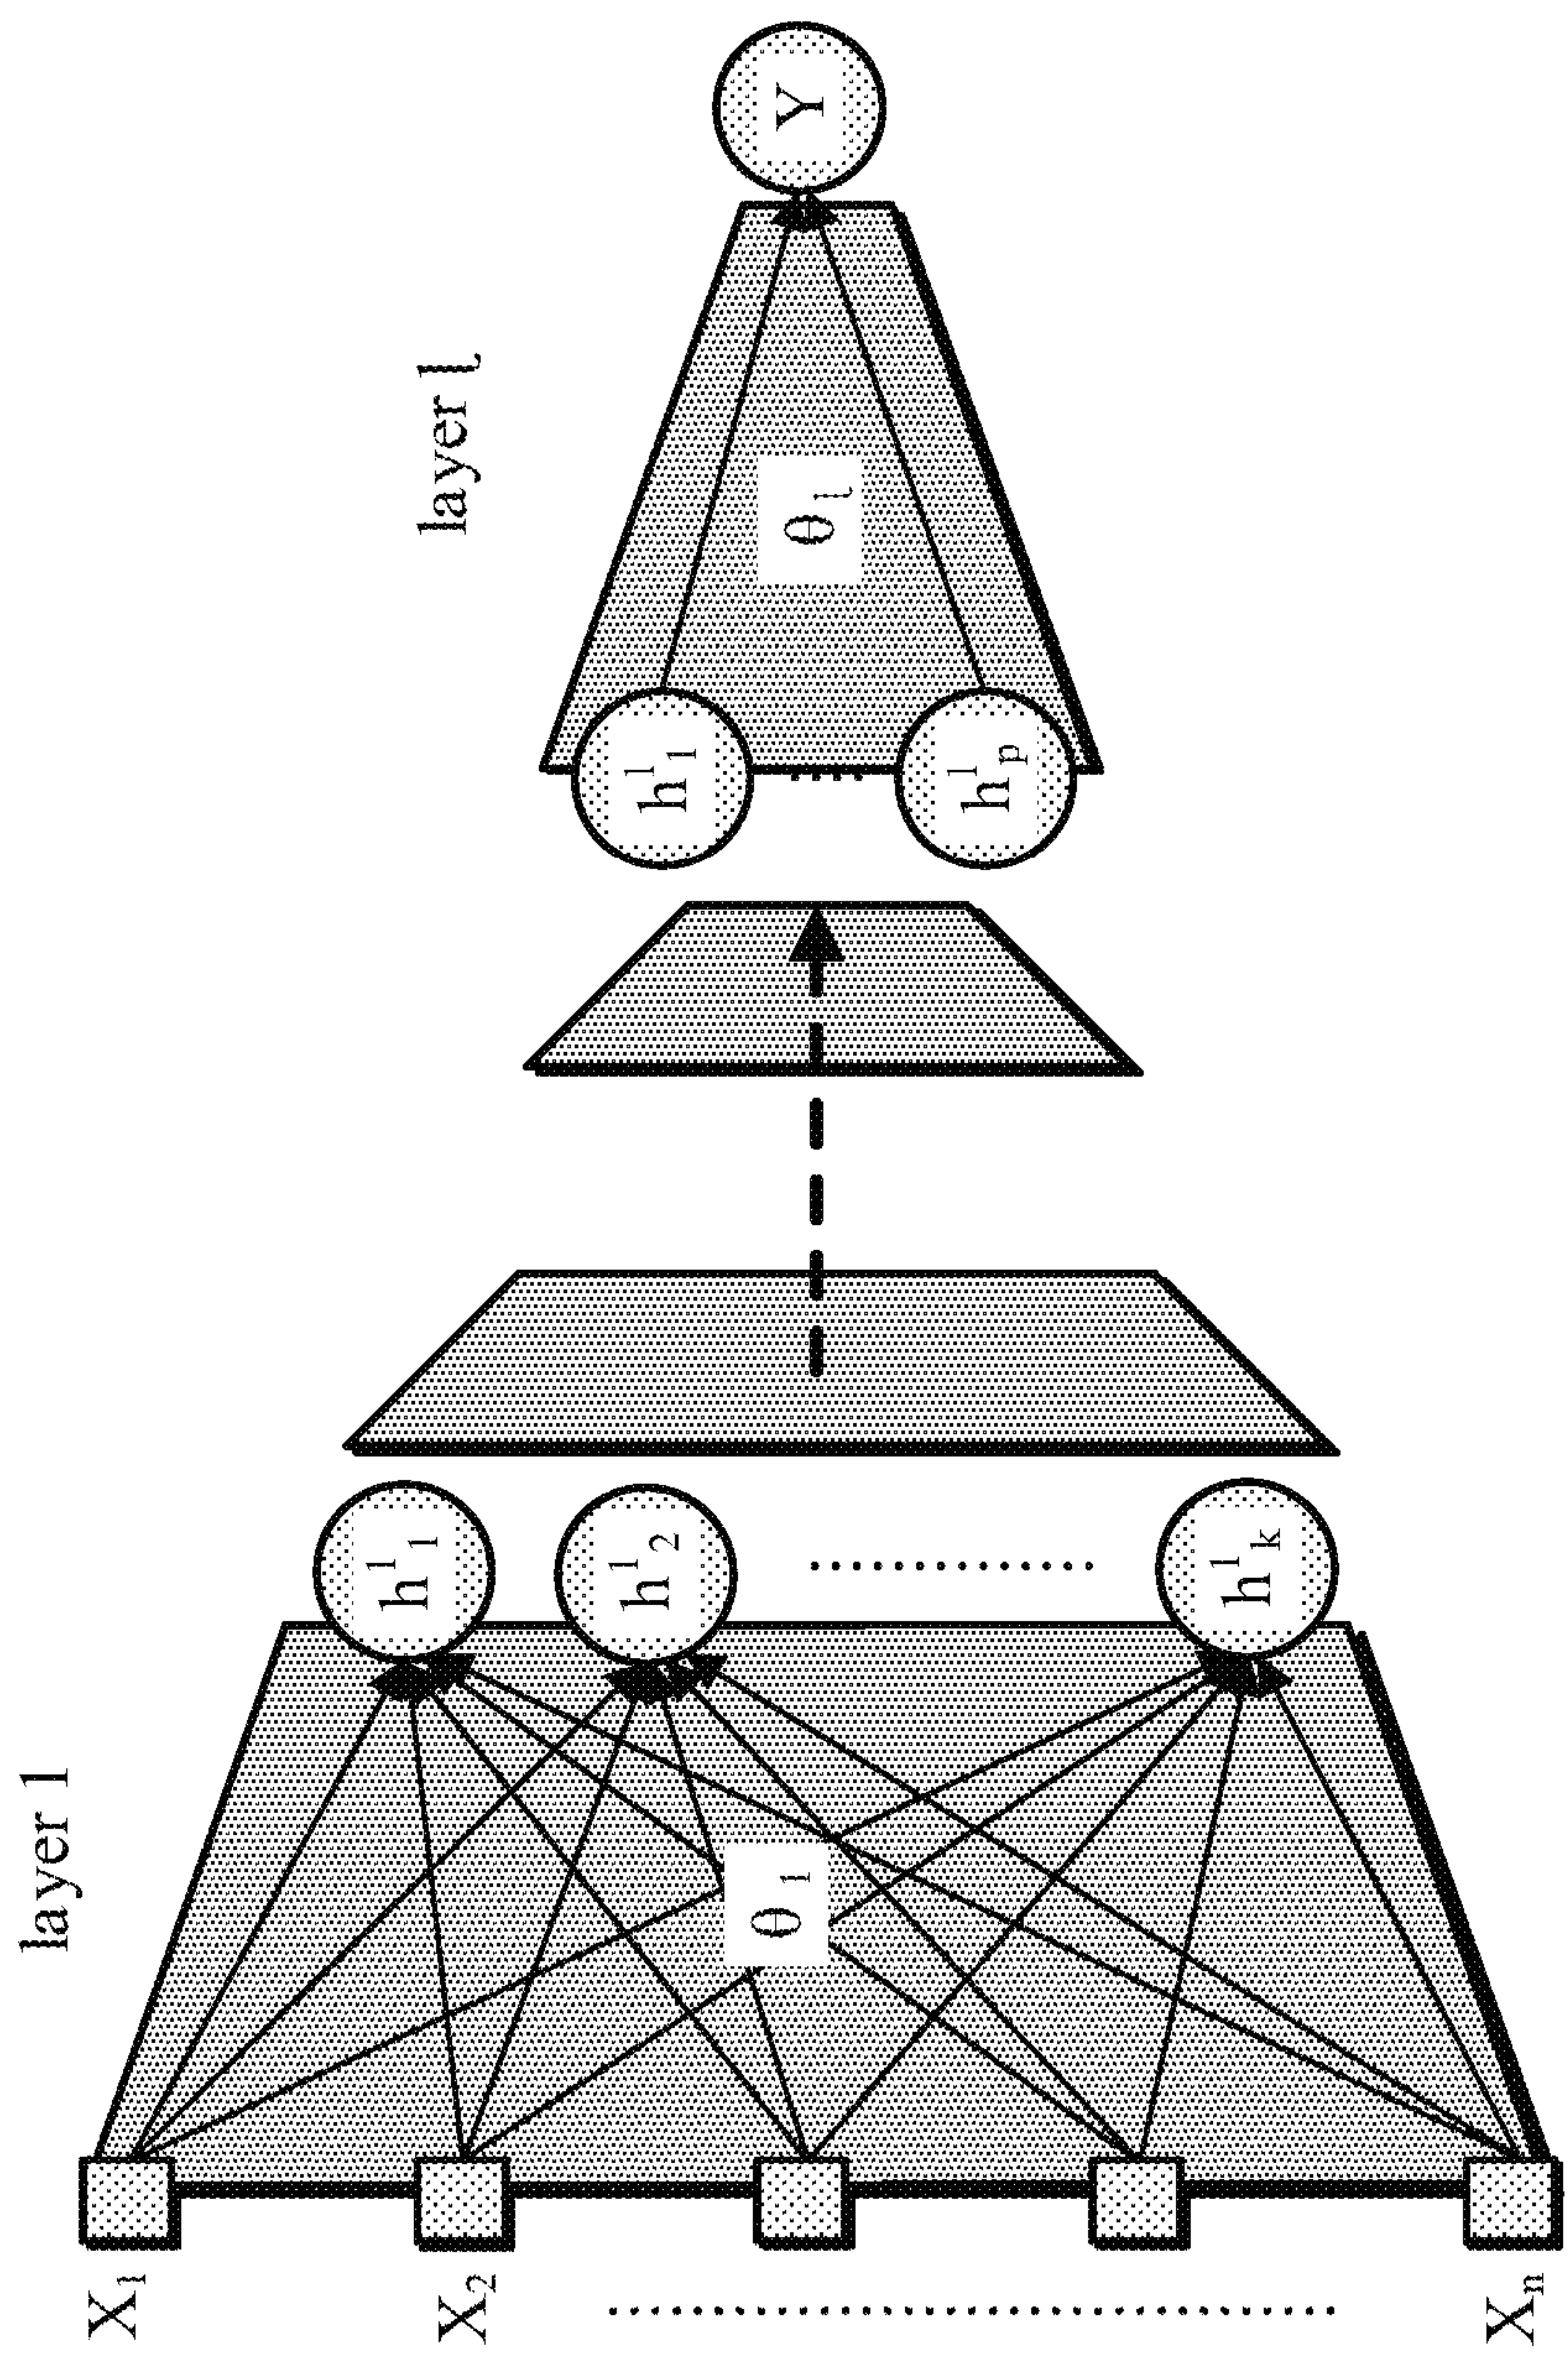 layer 1
layer l
X₁
X₂
Xₙ
θ₁
h¹₁
h¹₂
h¹ₖ
h¹₁
h¹ₚ
θₗ
Y